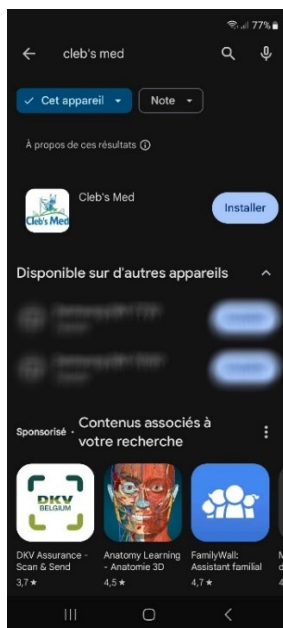 77%
cleb's med
Cet appareil
Note
À propos de ces résultats
Cleb's Med
Cleb's Med
Installer
Disponible sur d'autres appareils
Sponsorisé · Contenus associés à
votre recherche
DKV
BELGIUM
DKV Assurance -
Scan & Send
3,7★
Anatomy Learning
- Anatomie 3D
4,5★
FamilyWall:
Assistant familial
4,7★